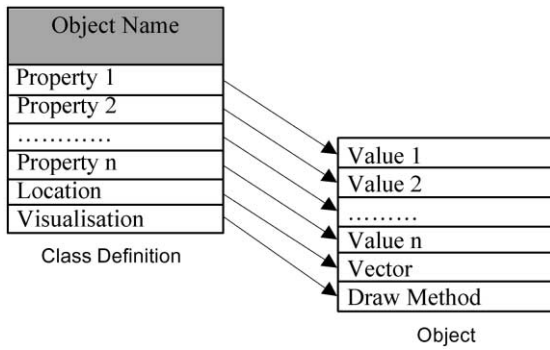 Object Name
Property 1
Property 2
…………
Property n
Location
Visualisation
Class Definition
Value 1
Value 2
………
Value n
Vector
Draw Method
Object